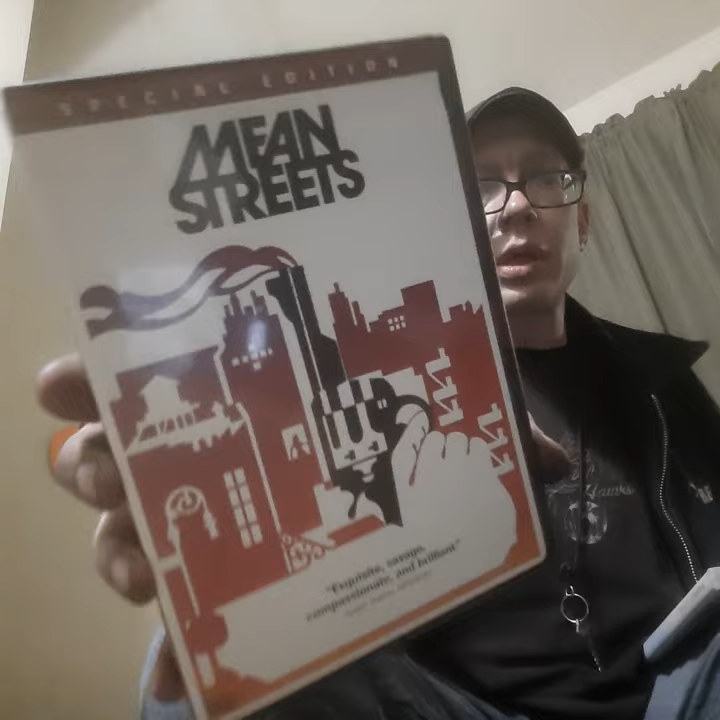 SPECIAL EDITION
MEAN
STREETS
"Exquisite, savage,
compassionate, and brilliant"